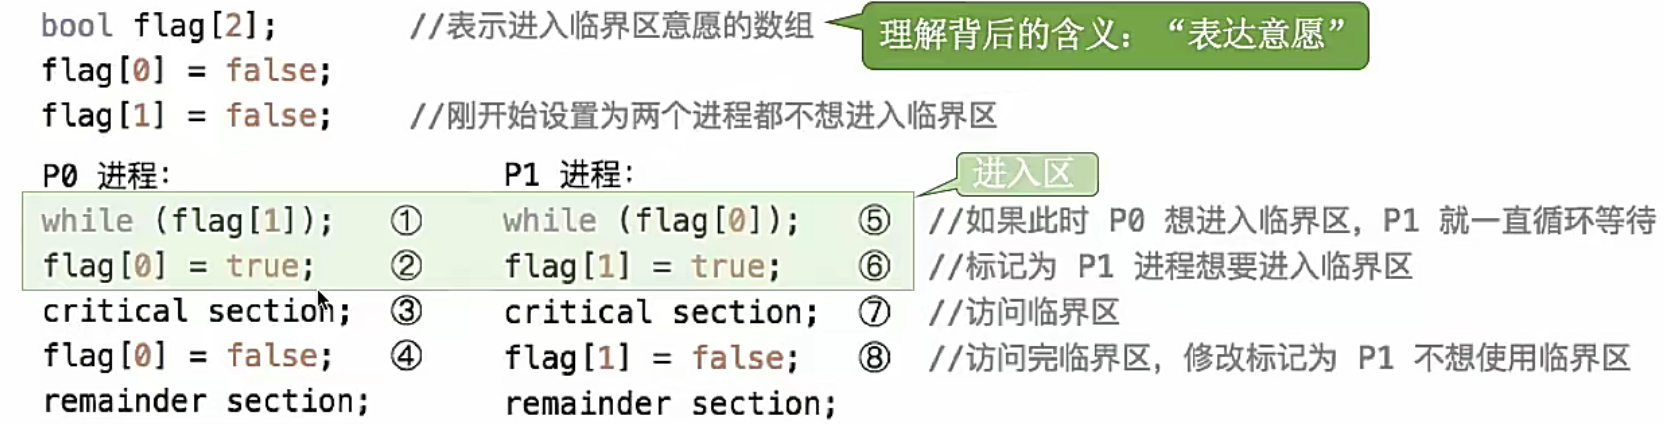 bool flag[2]; //表示进入临界区意愿的数组 理解背后的含义：“表达意愿”
flag[0] = false;
flag[1] = false; //刚开始设置为两个进程都不想进入临界区
P0 进程： P1 进程： 进入区
while (flag[1]); ① while (flag[0]); ⑤ //如果此时 P0 想进入临界区，P1 就一直循环等待
flag[0] = true; ② flag[1] = true; ⑥ //标记为 P1 进程想要进入临界区
critical section; ③ critical section; ⑦ //访问临界区
flag[0] = false; ④ flag[1] = false; ⑧ //访问完临界区，修改标记为 P1 不想使用临界区
remainder section; remainder section;